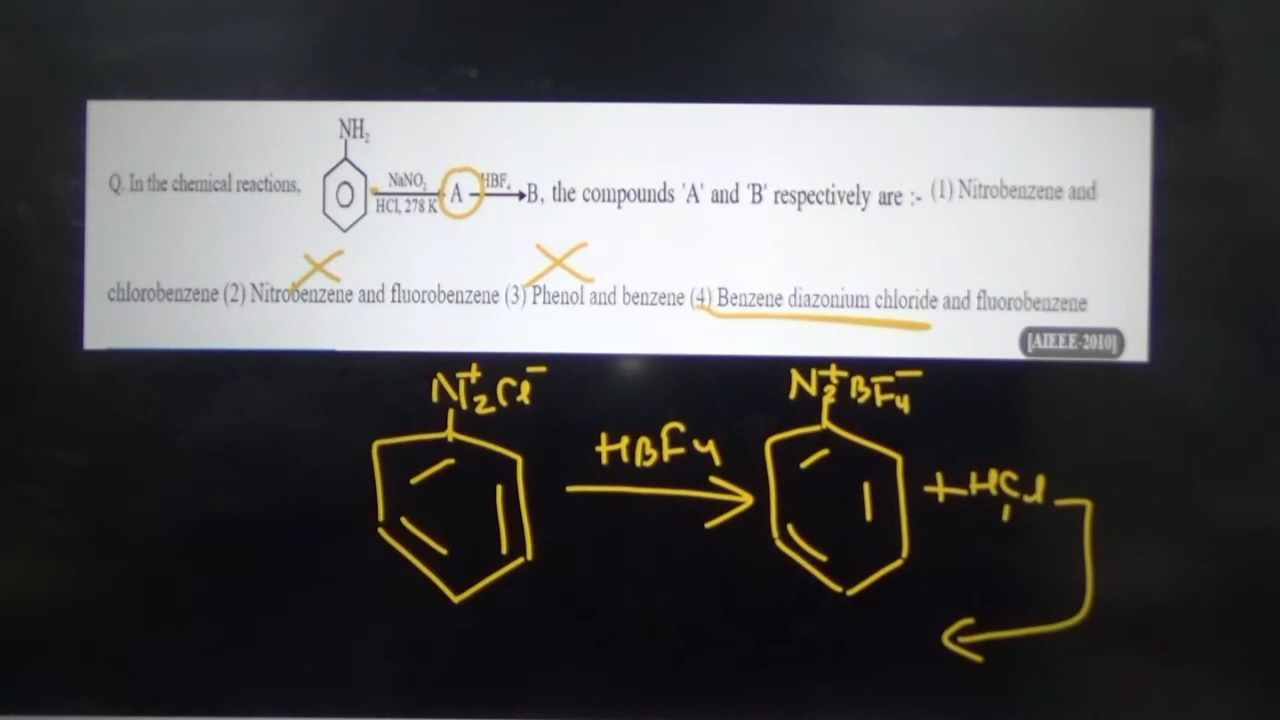 NH₂
Q. In the chemical reactions, NaNO₂ HCl, 278 K A HBF₄ B, the compounds 'A' and 'B' respectively are :- (1) Nitrobenzene and
chlorobenzene (2) Nitrobenzene and fluorobenzene (3) Phenol and benzene (4) Benzene diazonium chloride and fluorobenzene
[AIEEE-2010]
N₂⁺Cl⁻ N₂⁺BF₄⁻
HBF₄
+HCl